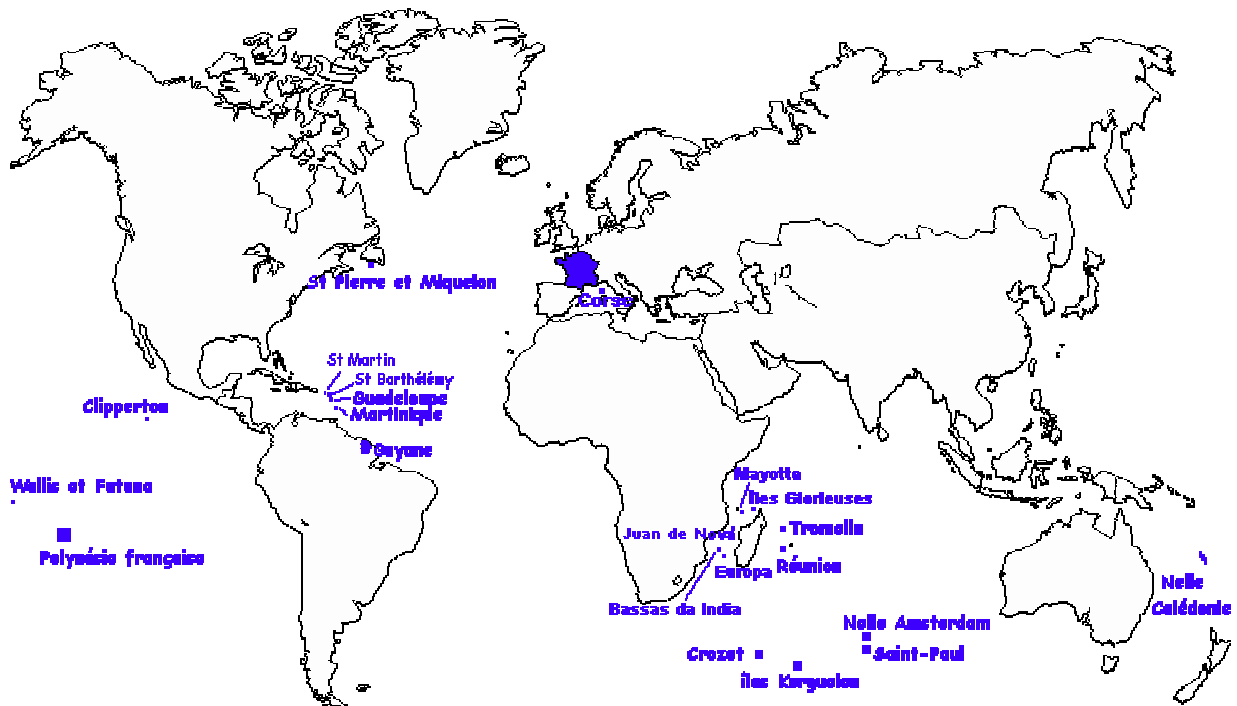 St Pierre et Miquelon
Corse
St Martin
St Barthélémy
Guadeloupe
Martinique
Clipperton
Guyane
Wallis et Futuna
Polynésie française
Mayotte
Îles Glorieuses
Juan de Nova
Tromelin
Europa
Réunion
Bassas da India
Nelle
Calédonie
Nelle Amsterdam
Saint-Paul
Crozet
îles Kerguelen